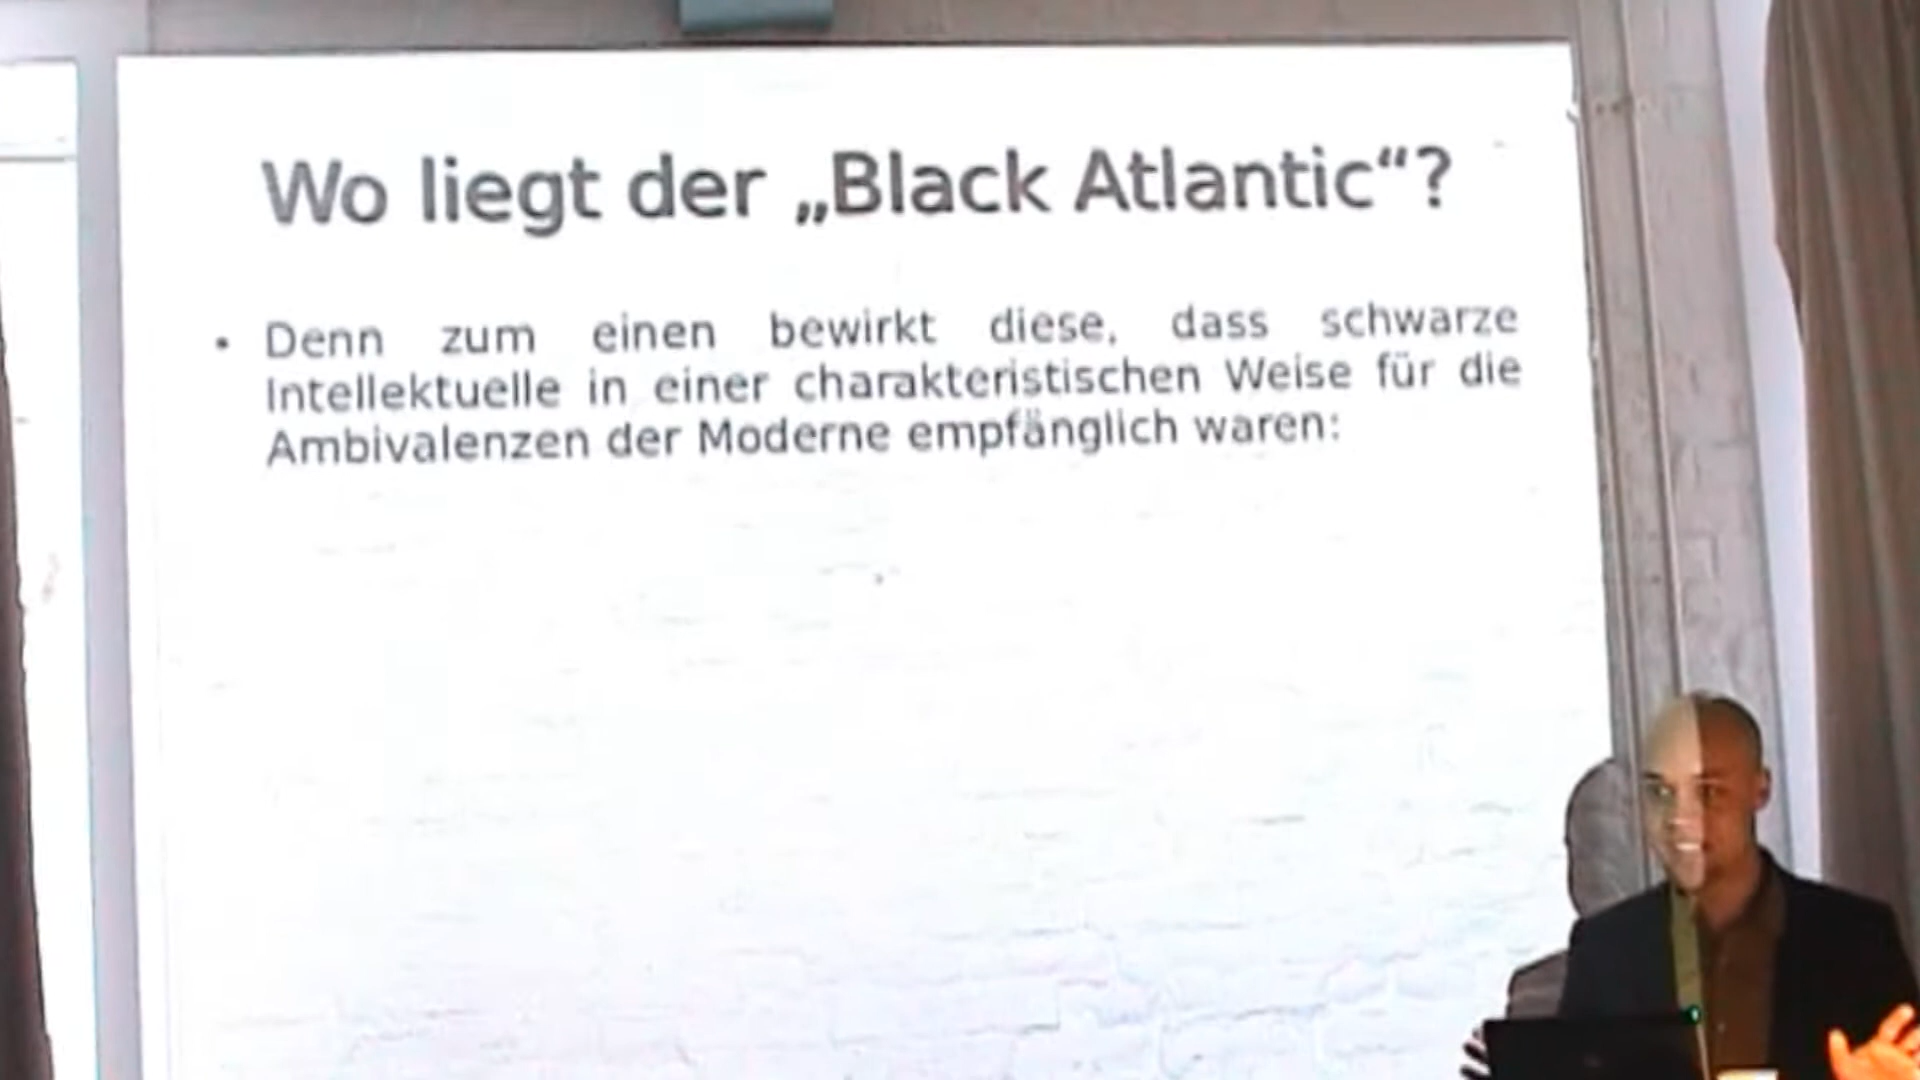 Wo liegt der „Black Atlantic“?
• Denn zum einen bewirkt diese, dass schwarze
Intellektuelle in einer charakteristischen Weise für die
Ambivalenzen der Moderne empfänglich waren: